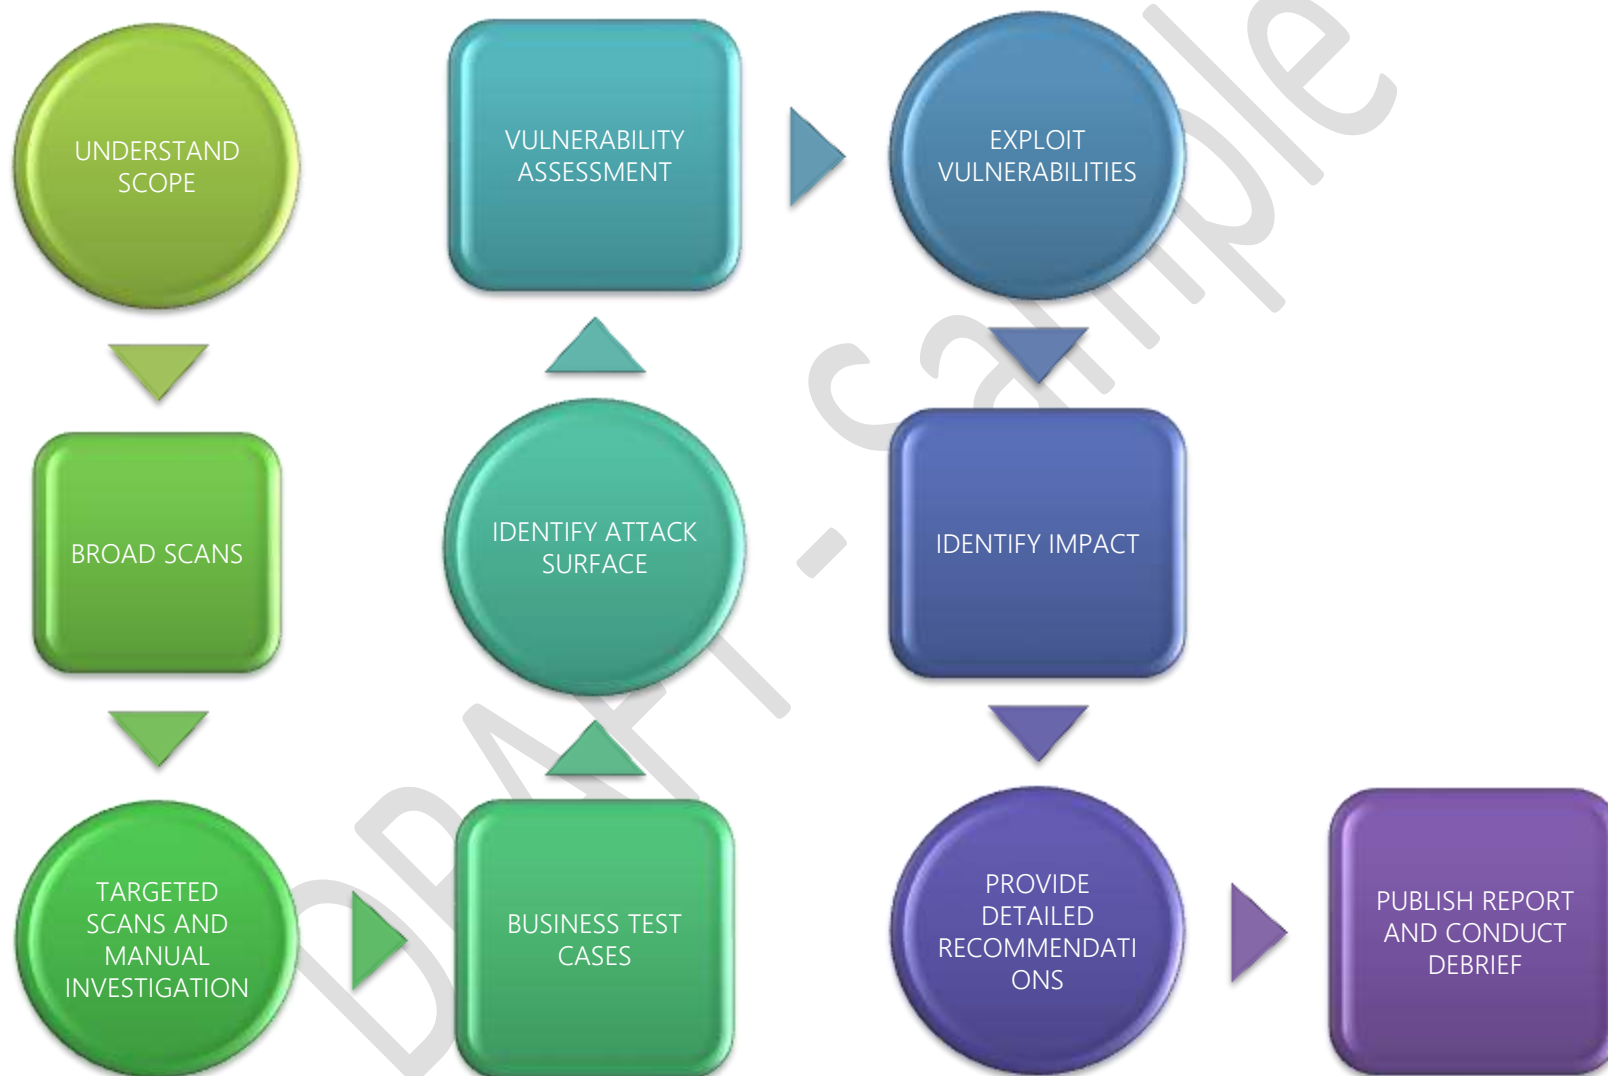 UNDERSTAND
SCOPE
BROAD SCANS
TARGETED
SCANS AND
MANUAL
INVESTIGATION
BUSINESS TEST
CASES
IDENTIFY ATTACK
SURFACE
VULNERABILITY
ASSESSMENT
EXPLOIT
VULNERABILITIES
IDENTIFY IMPACT
PROVIDE
DETAILED
RECOMMENDATI
ONS
PUBLISH REPORT
AND CONDUCT
DEBRIEF
DRAFT - Sample